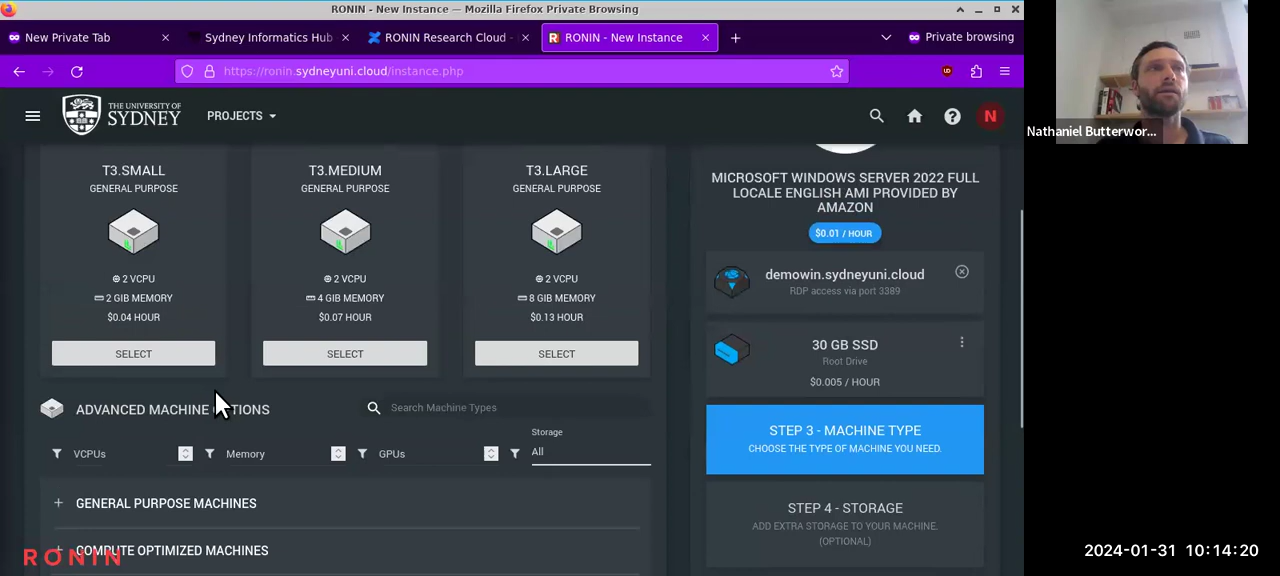 RONIN - New Instance — Mozilla Firefox Private Browsing
New Private Tab
Sydney Informatics Hub
RONIN Research Cloud -
RONIN - New Instance
Private browsing
https://ronin.sydneyuni.cloud/instance.php
THE UNIVERSITY OF
SYDNEY
PROJECTS
N
Nathaniel Butterwor...
T3.SMALL
GENERAL PURPOSE
2 VCPU
2 GIB MEMORY
$0.04 HOUR
SELECT
T3.MEDIUM
GENERAL PURPOSE
2 VCPU
4 GIB MEMORY
$0.07 HOUR
SELECT
T3.LARGE
GENERAL PURPOSE
2 VCPU
8 GIB MEMORY
$0.13 HOUR
SELECT
ADVANCED MACHINE OPTIONS
Search Machine Types
VCPUs
Memory
GPUs
Storage
All
GENERAL PURPOSE MACHINES
COMPUTE OPTIMIZED MACHINES
RONIN
MICROSOFT WINDOWS SERVER 2022 FULL
LOCALE ENGLISH AMI PROVIDED BY
AMAZON
$0.01 / HOUR
demowin.sydneyuni.cloud
RDP access via port 3389
30 GB SSD
Root Drive
$0.005 / HOUR
STEP 3 - MACHINE TYPE
CHOOSE THE TYPE OF MACHINE YOU NEED.
STEP 4 - STORAGE
ADD EXTRA STORAGE TO YOUR MACHINE.
(OPTIONAL)
2024-01-31 10:14:20